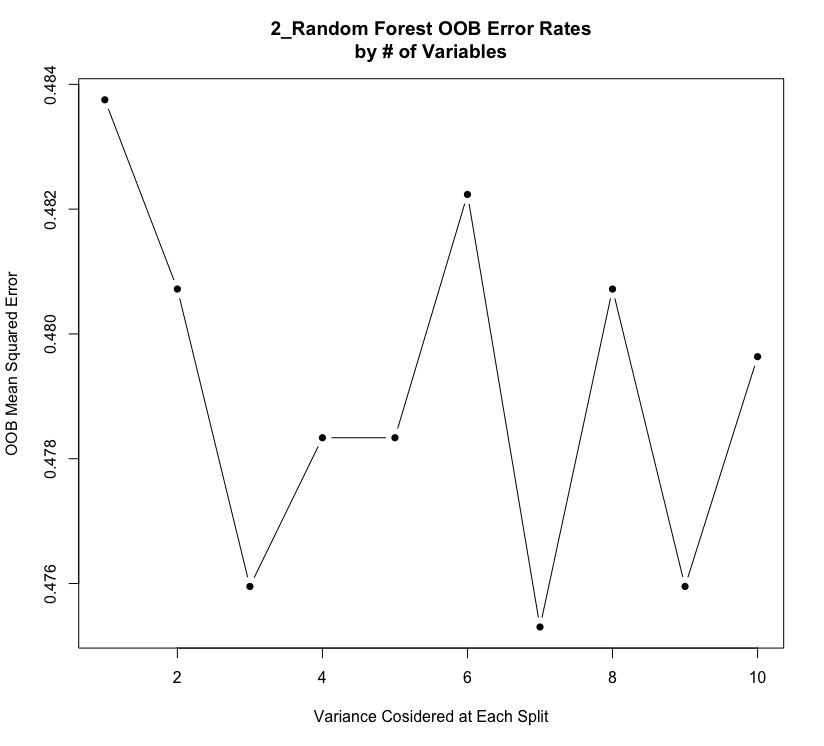 2_Random Forest OOB Error Rates
by # of Variables
OOB Mean Squared Error
0.484
0.482
0.480
0.478
0.476
2 4 6 8 10
Variance Cosidered at Each Split